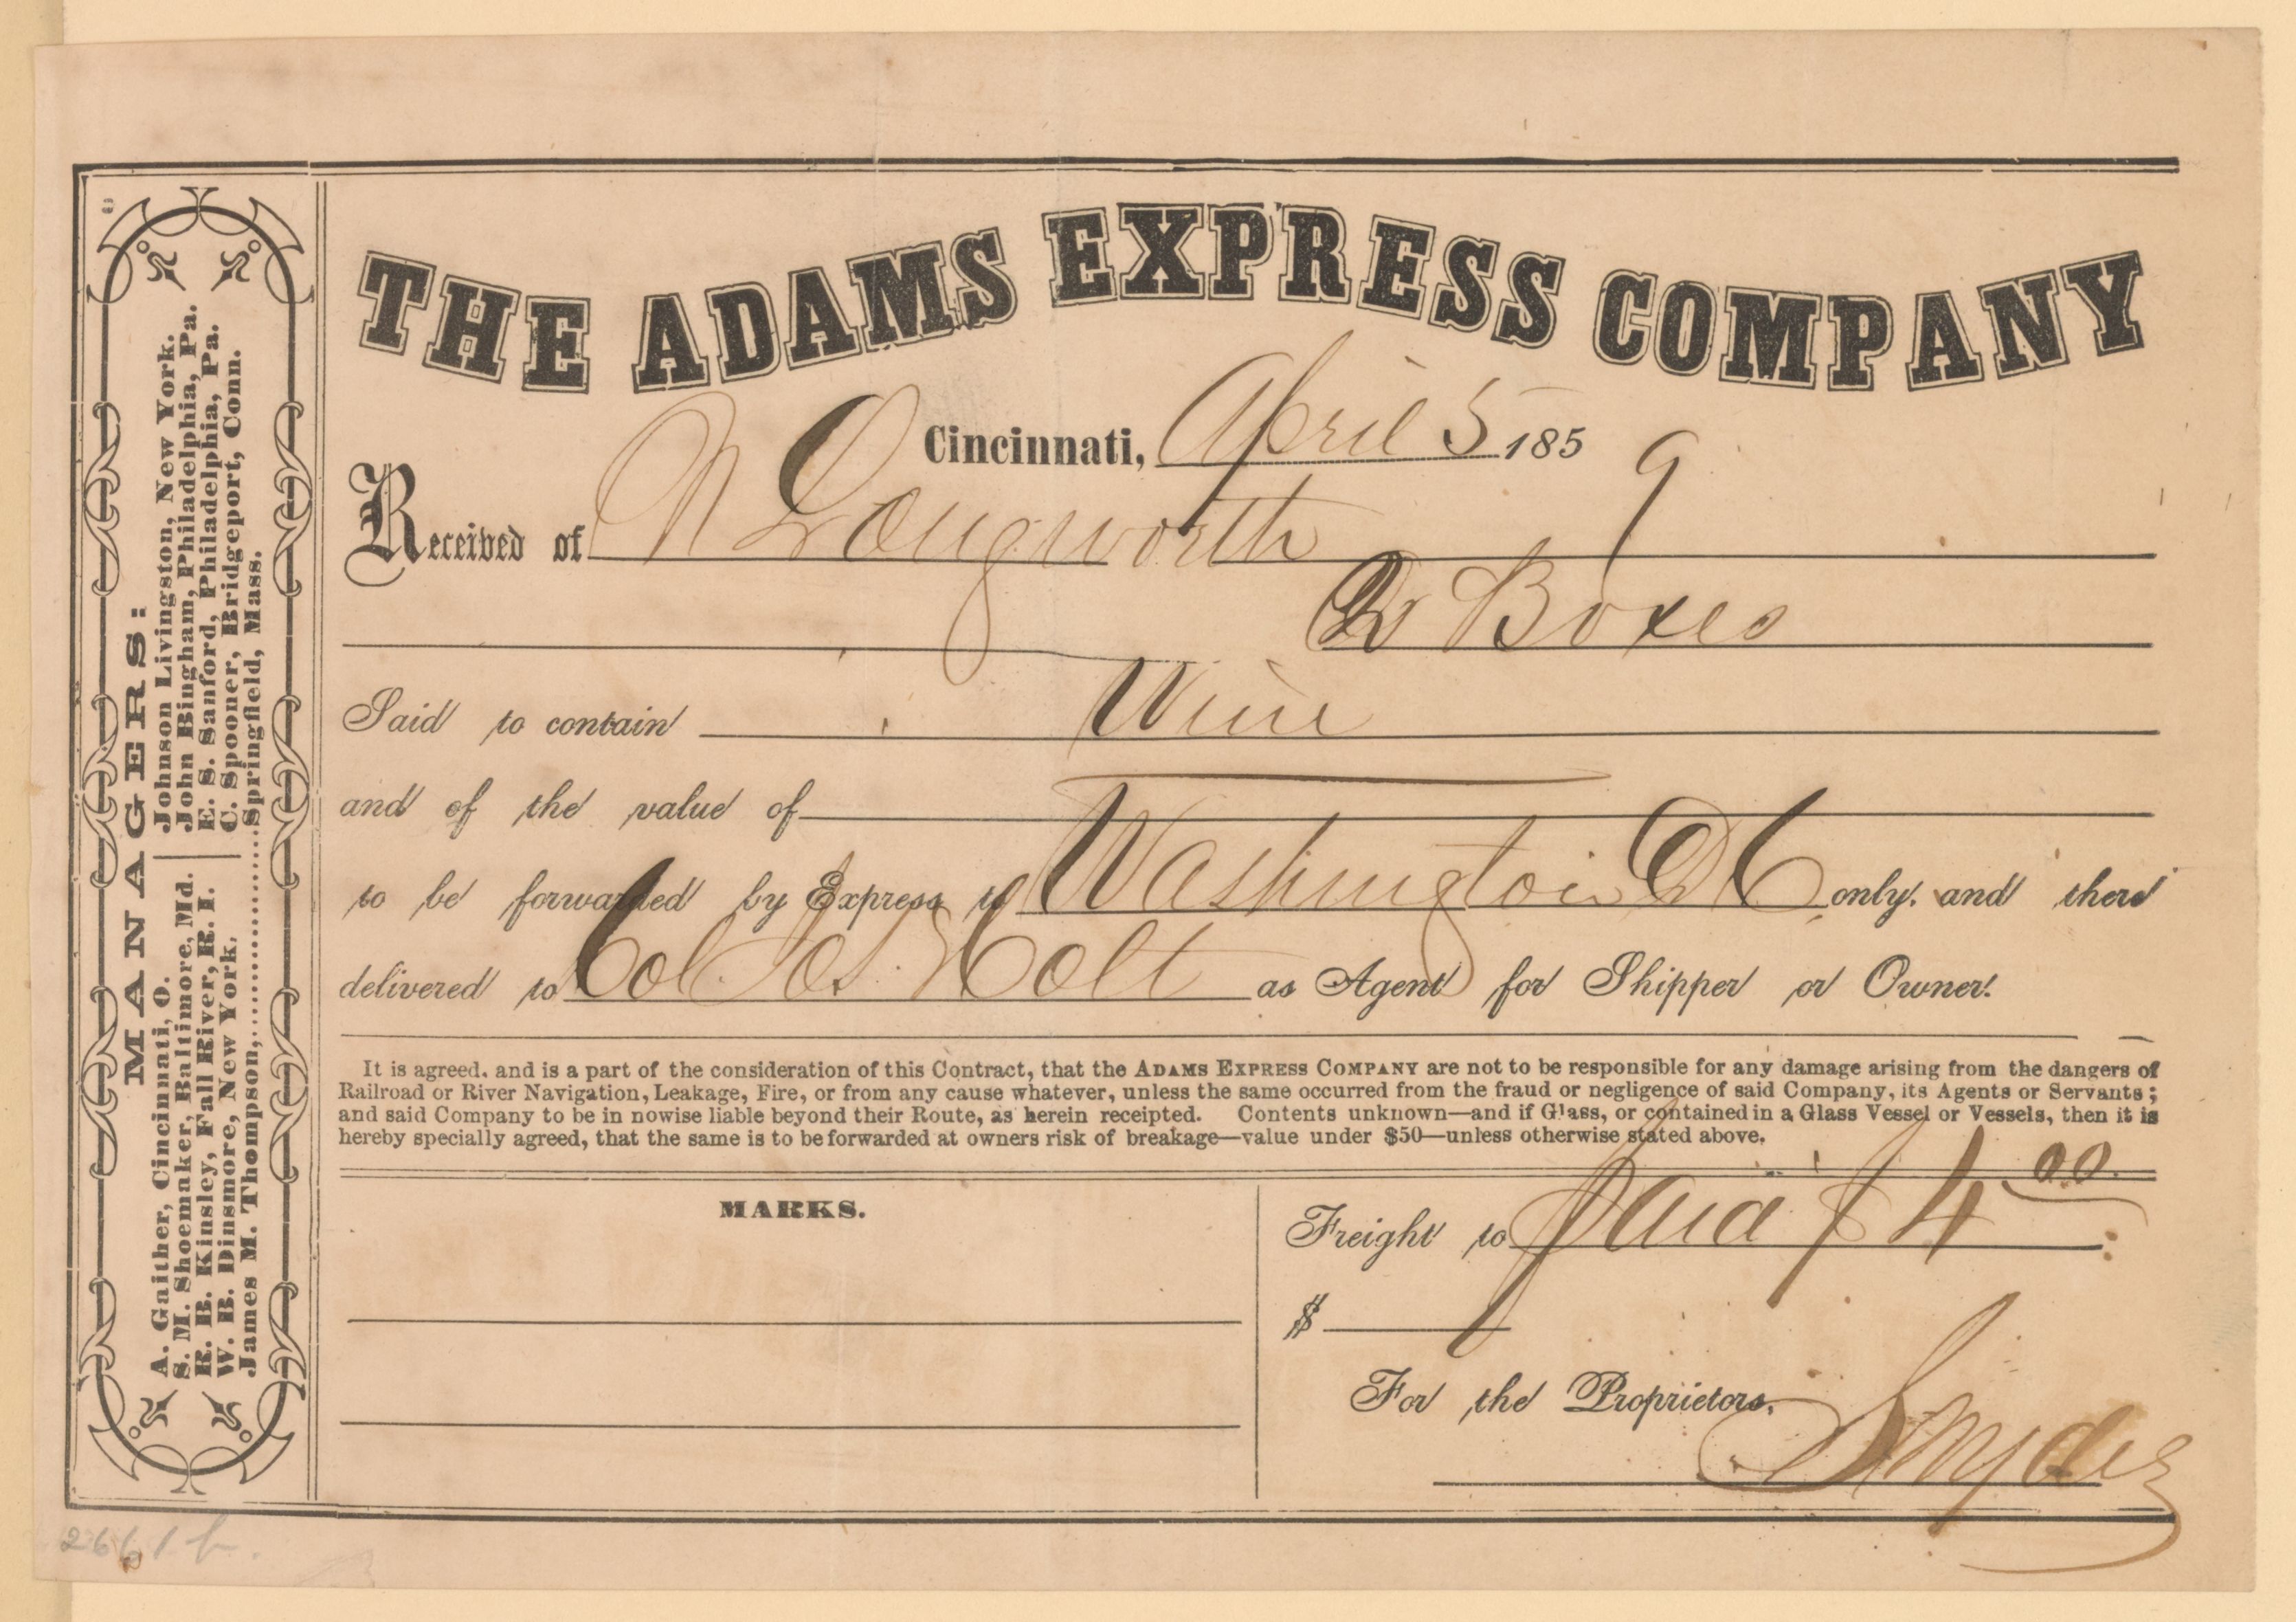 THE ADAMS EXPRESS COMPANY
Cincinnati, April 5 1859
Received of N Longworth
Boxes
Said to contain Wine
and of the value of
to be forwarded by Express to Washington D C only. and there
delivered to Col Jos. Holt as Agent for Shipper or Owner.
It is agreed. and is a part of the consideration of this Contract, that the ADAMS EXPRESS COMPANY are not to be responsible for any damage arising from the dangers of
Railroad or River Navigation, Leakage, Fire, or from any cause whatever, unless the same occurred from the fraud or negligence of said Company, its Agents or Servants;
and said Company to be in nowise liable beyond their Route, as herein receipted. Contents unknown—and if Glass, or contained in a Glass Vessel or Vessels, then it is
hereby specially agreed, that the same is to be forwarded at owners risk of breakage—value under $50—unless otherwise stated above.
MARKS.
Freight to paid $4 00
$
For the Proprietors.
Snyder
MANAGERS:
A. Gaither, Cincinnati, O.
S. M. Shoemaker, Baltimore, Md.
R. B. Kinsley, Fall River, R. I.
W. B. Dinsmore, New York.
Johnson Livingston, New York.
John Bingham, Philadelphia, Pa.
E. S. Sanford, Philadelphia, Pa.
C. Spooner, Bridgeport, Conn.
James M. Thompson,........................Springfield, Mass.
2661 b.